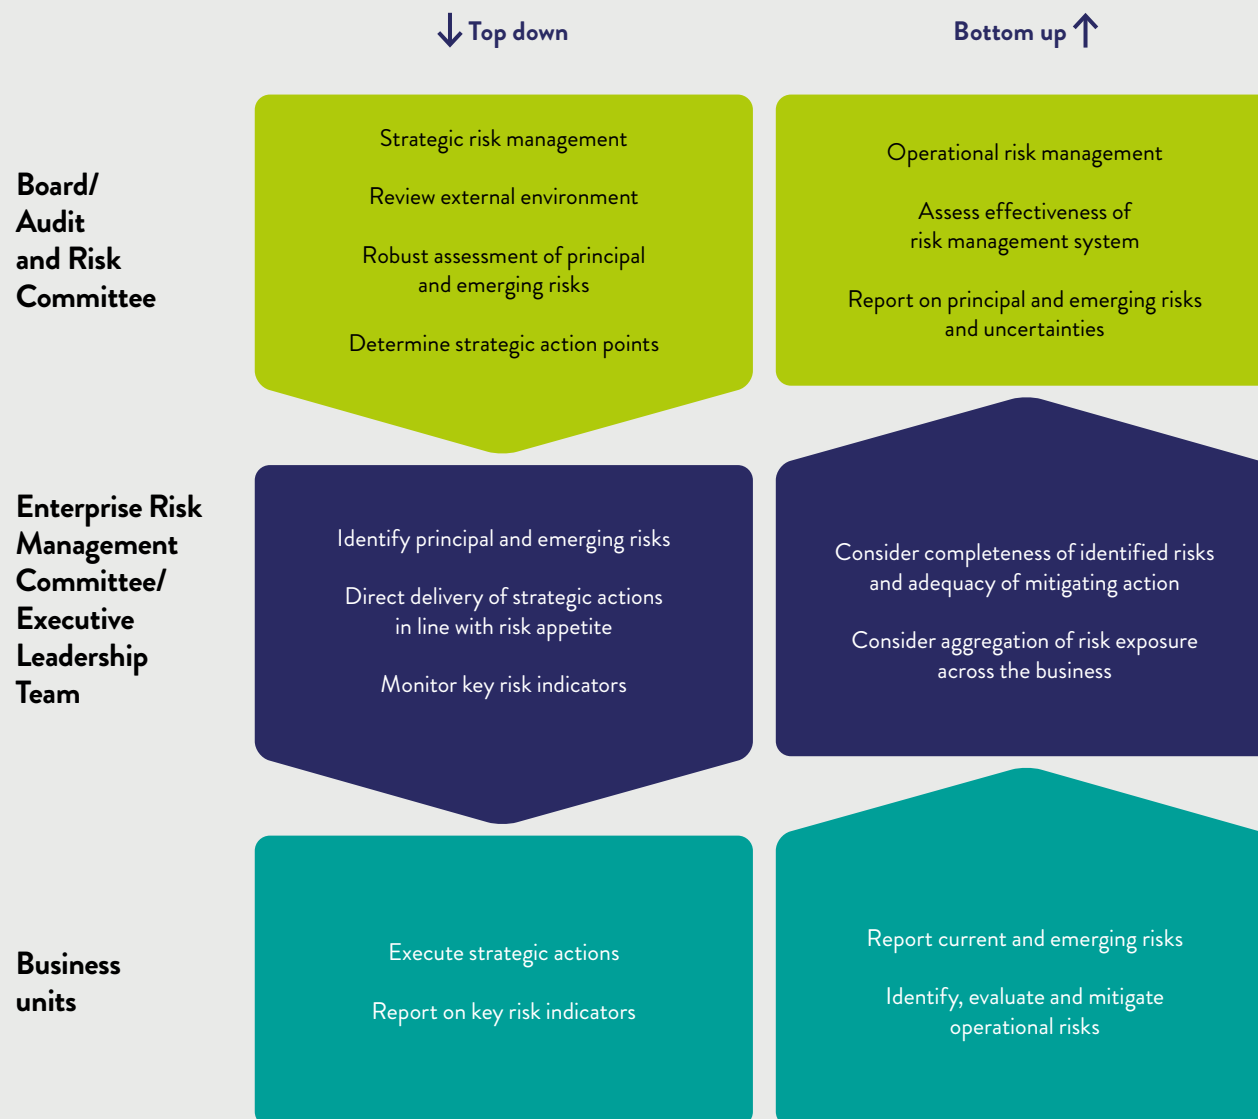 Top down
Bottom up
Board/
Audit
and Risk
Committee
Strategic risk management
Review external environment
Robust assessment of principal
and emerging risks
Determine strategic action points
Operational risk management
Assess effectiveness of
risk management system
Report on principal and emerging risks
and uncertainties
Enterprise Risk
Management
Committee/
Executive
Leadership
Team
Identify principal and emerging risks
Direct delivery of strategic actions
in line with risk appetite
Monitor key risk indicators
Consider completeness of identified risks
and adequacy of mitigating action
Consider aggregation of risk exposure
across the business
Business
units
Execute strategic actions
Report on key risk indicators
Report current and emerging risks
Identify, evaluate and mitigate
operational risks